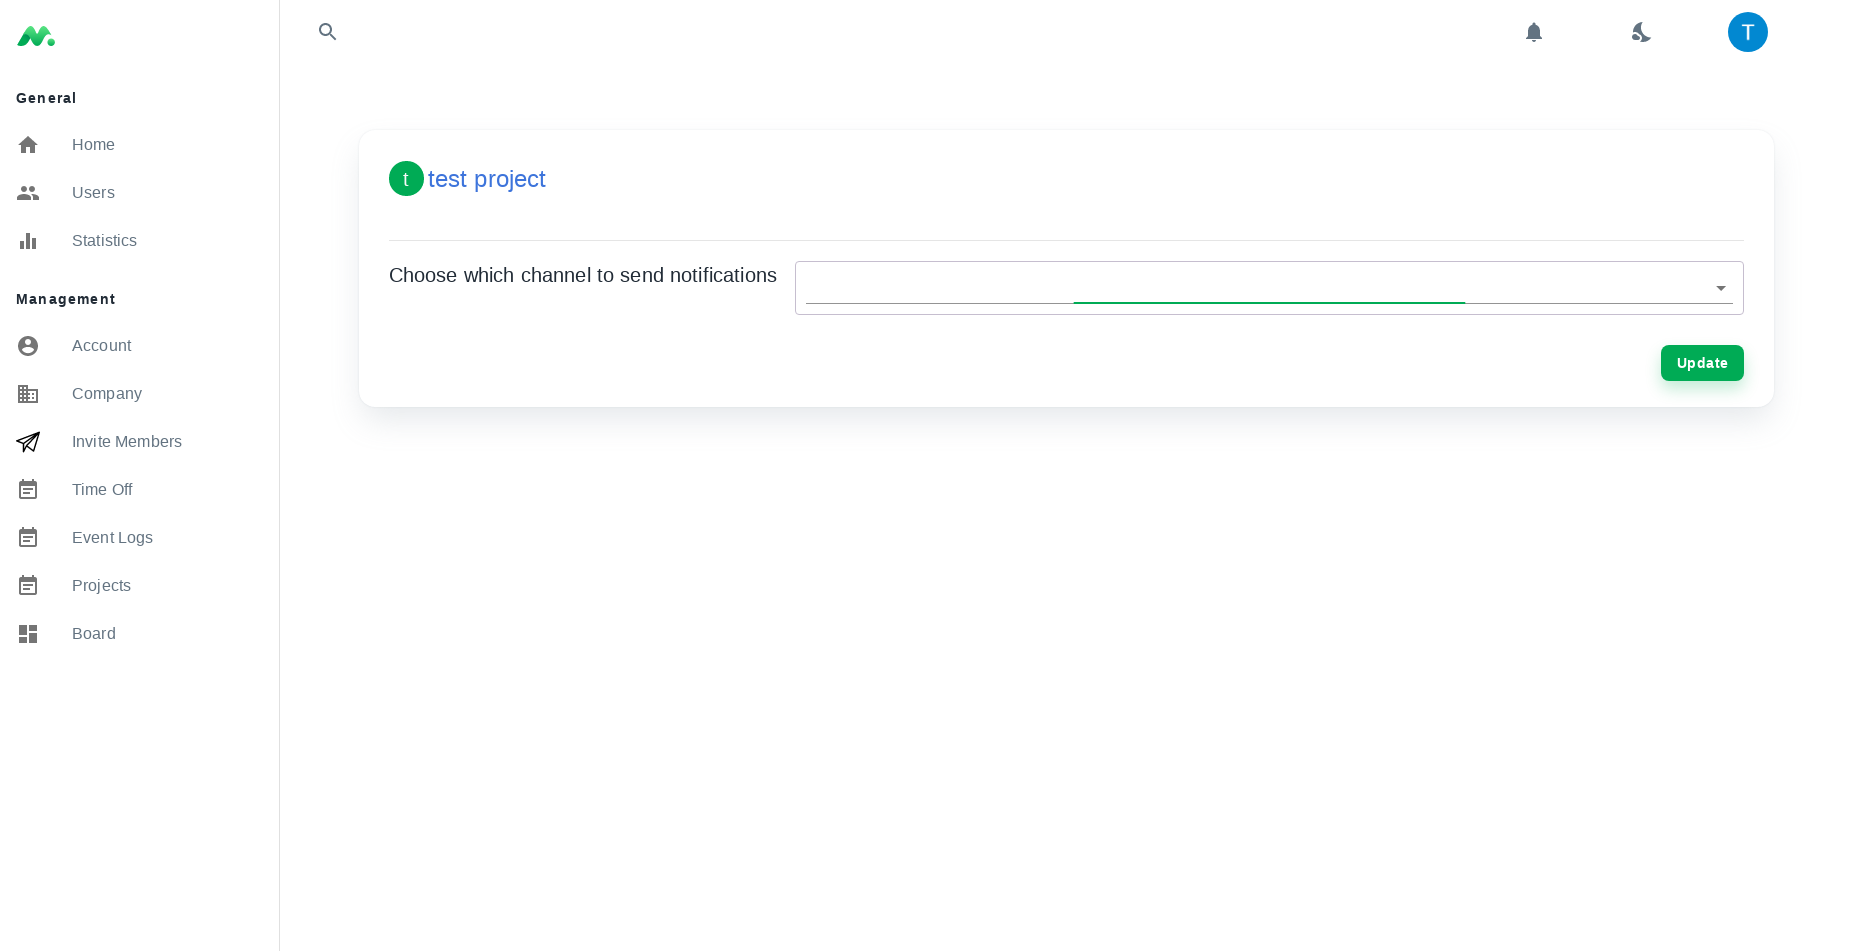 General
Home
Users
Statistics
Management
Account
Company
Invite Members
Time Off
Event Logs
Projects
Board
T
t test project
Choose which channel to send notifications
Update